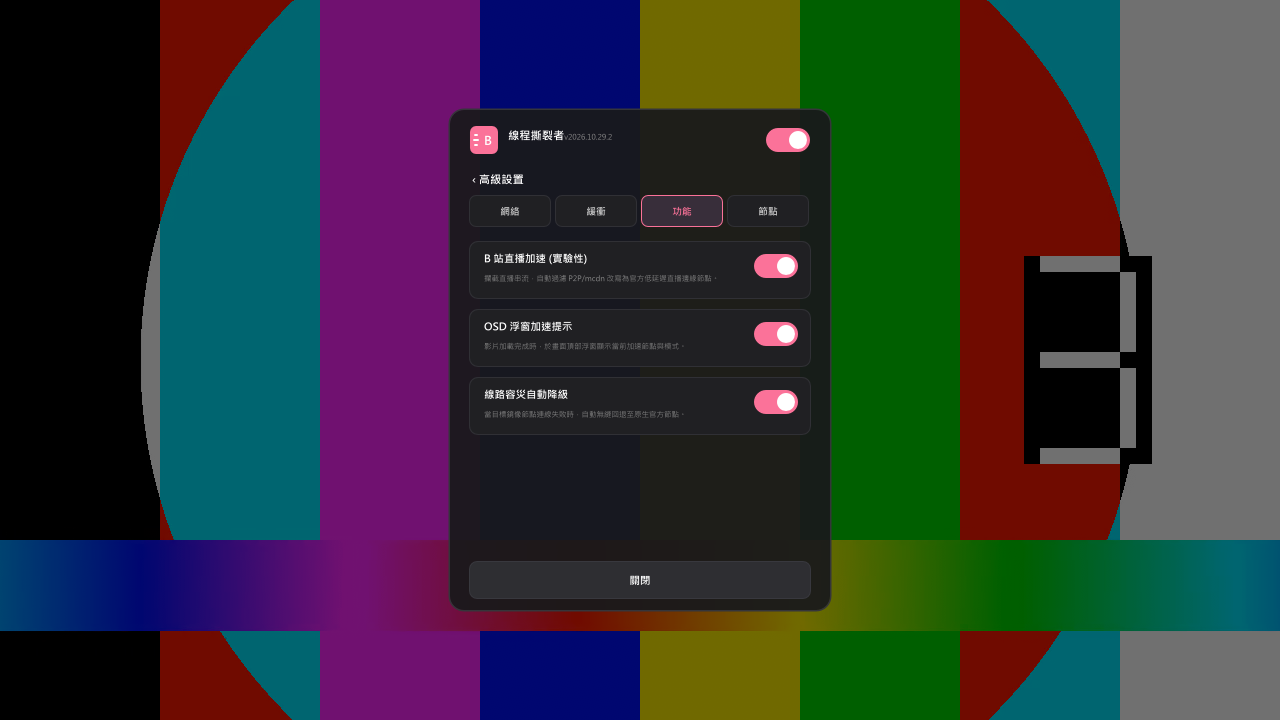 B
線程撕裂者v2026.10.29.2
‹ 高級設置
網絡
緩衝
功能
節點
B 站直播加速 (實驗性)
攔截直播串流，自動過濾 P2P/mcdn 改寫為官方低延遲直播邊緣節點。
OSD 浮窗加速提示
影片加載完成時，於畫面頂部浮窗顯示當前加速節點與模式。
線路容災自動降級
當目標鏡像節點連線失敗時，自動無縫回退至原生官方節點。
關閉